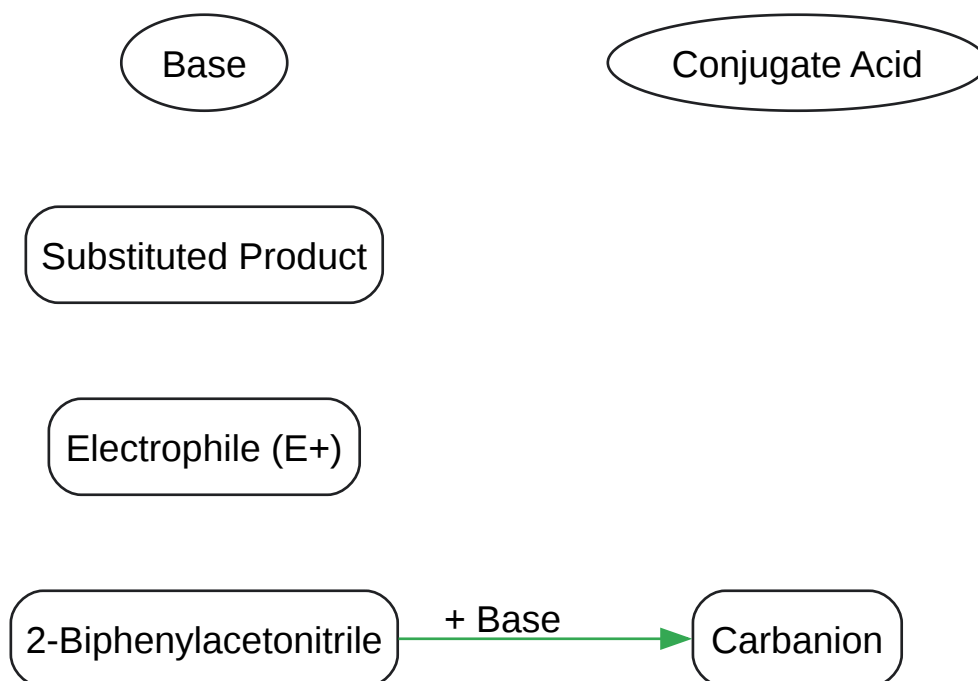 Base
Conjugate Acid
Substituted Product
Electrophile (E+)
2-Biphenylacetonitrile
+ Base
Carbanion